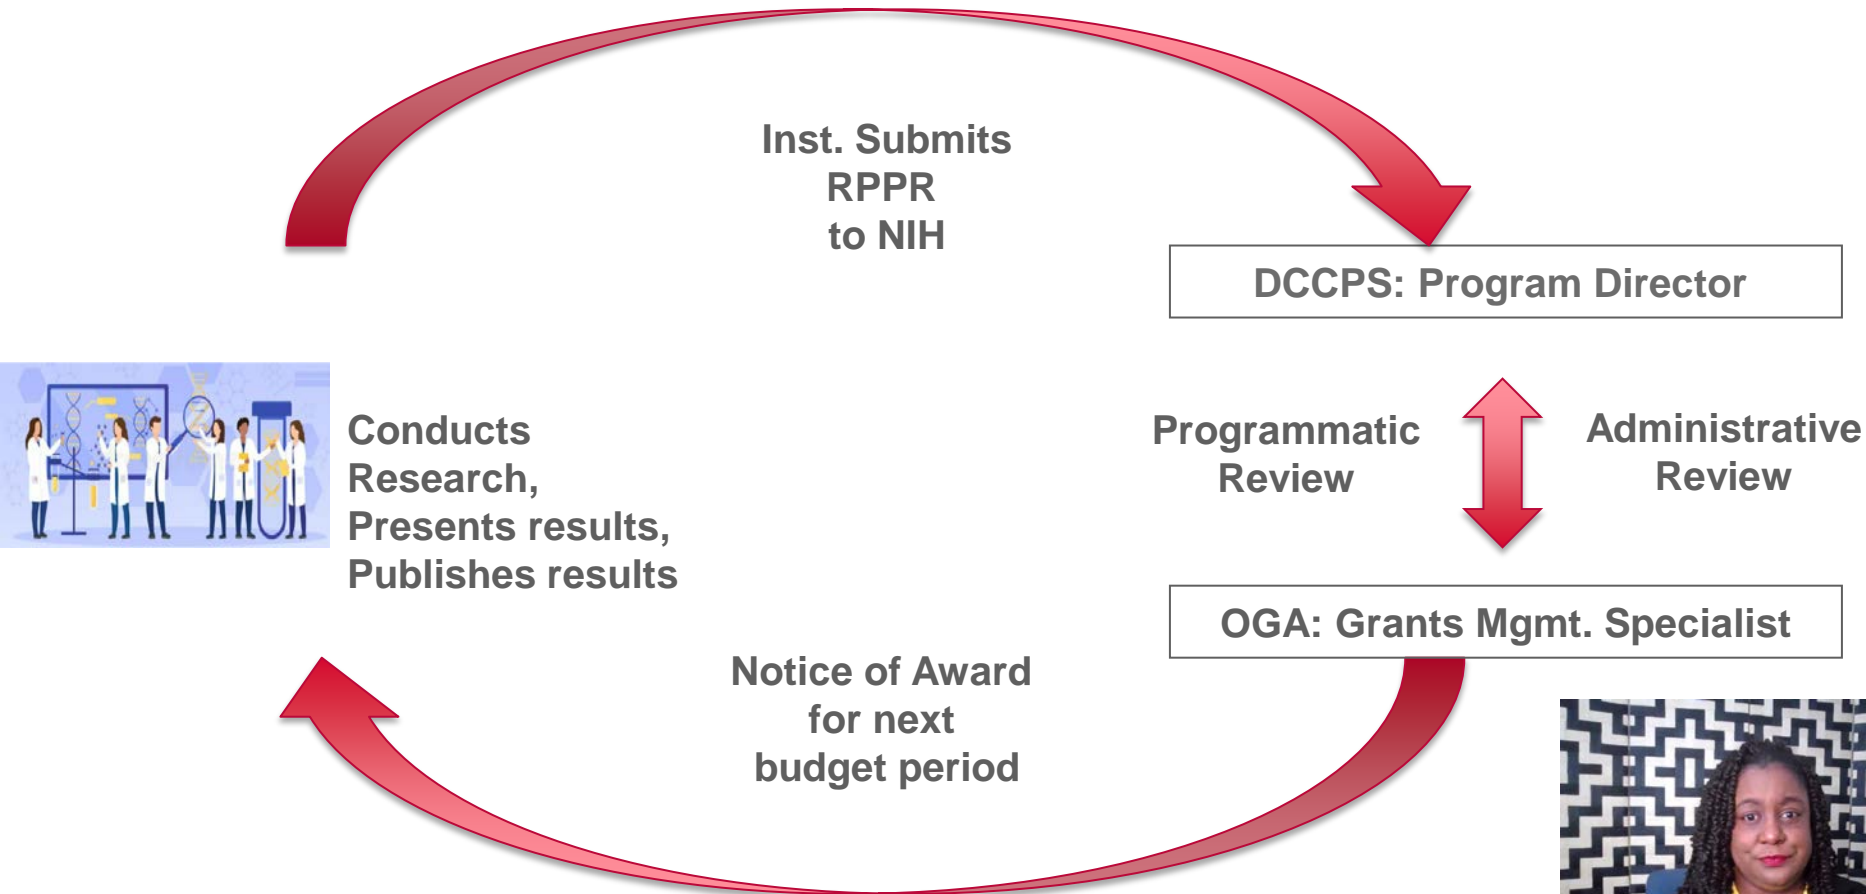 Inst. Submits
RPPR
to NIH
DCCPS: Program Director
Conducts
Research,
Presents results,
Publishes results
Programmatic
Review
Administrative
Review
OGA: Grants Mgmt. Specialist
Notice of Award
for next
budget period